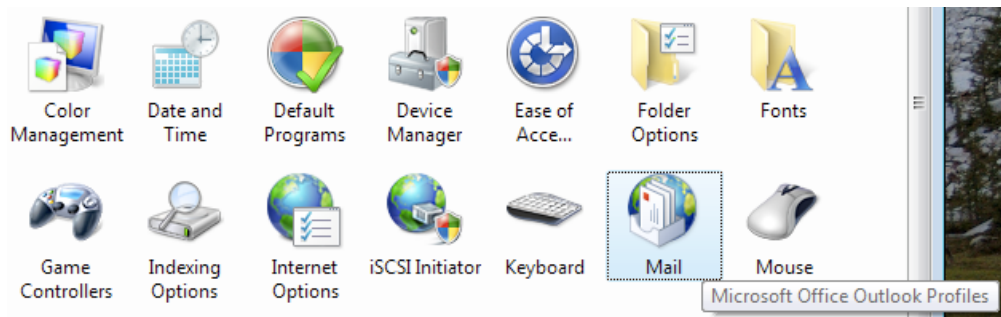 Color Management
Date and Time
Default Programs
Device Manager
Ease of Acce...
Folder Options
Fonts
Game Controllers
Indexing Options
Internet Options
iSCSI Initiator
Keyboard
Mail
Mouse
Microsoft Office Outlook Profiles